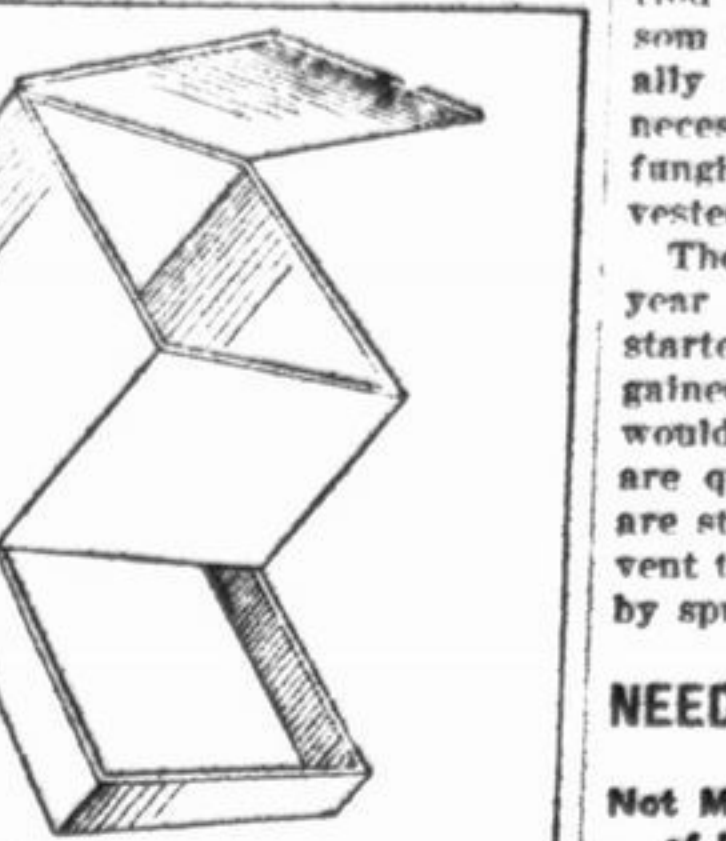 som
ally
neces
fungi
veste
The
year
starte
gaine
would
are q
are st
vent t
by spu
NEED
Not M